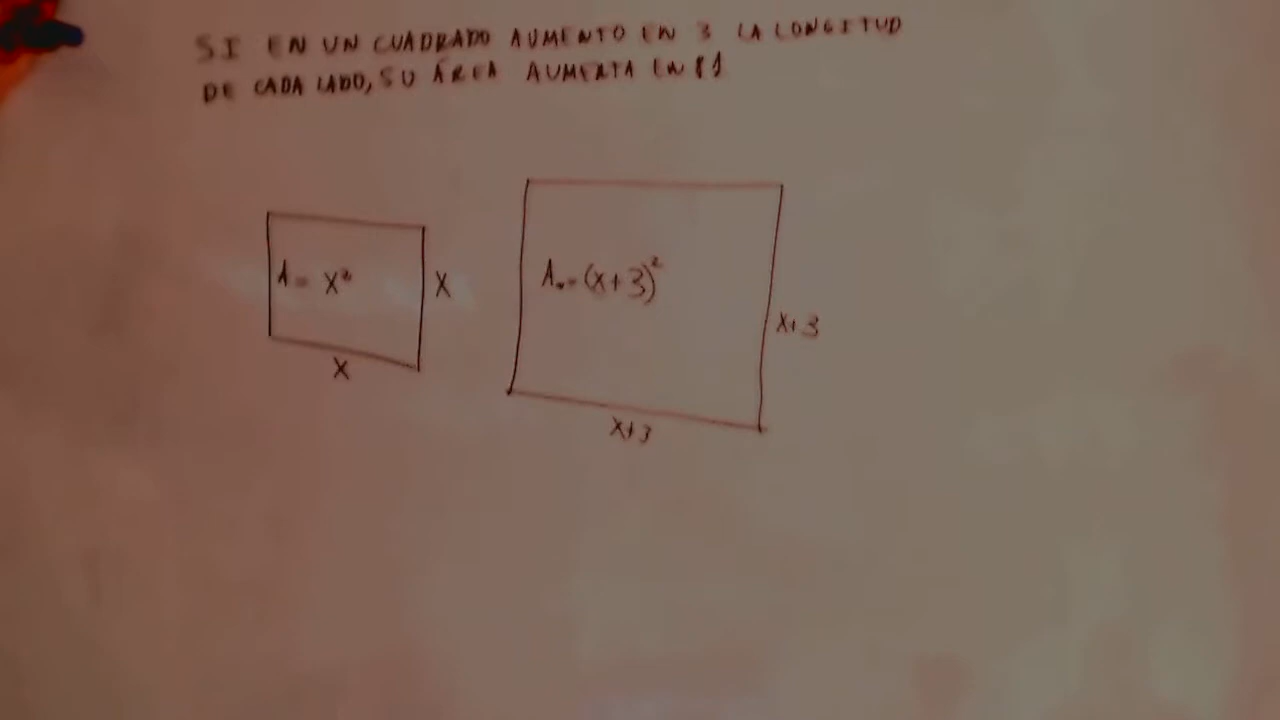 SI EN UN CUADRADO AUMENTO EN 3 LA LONGITUD
DE CADA LADO, SU ÁREA AUMENTA EN 81
A = x²
x
x
(x+3)²
x+3
x+3